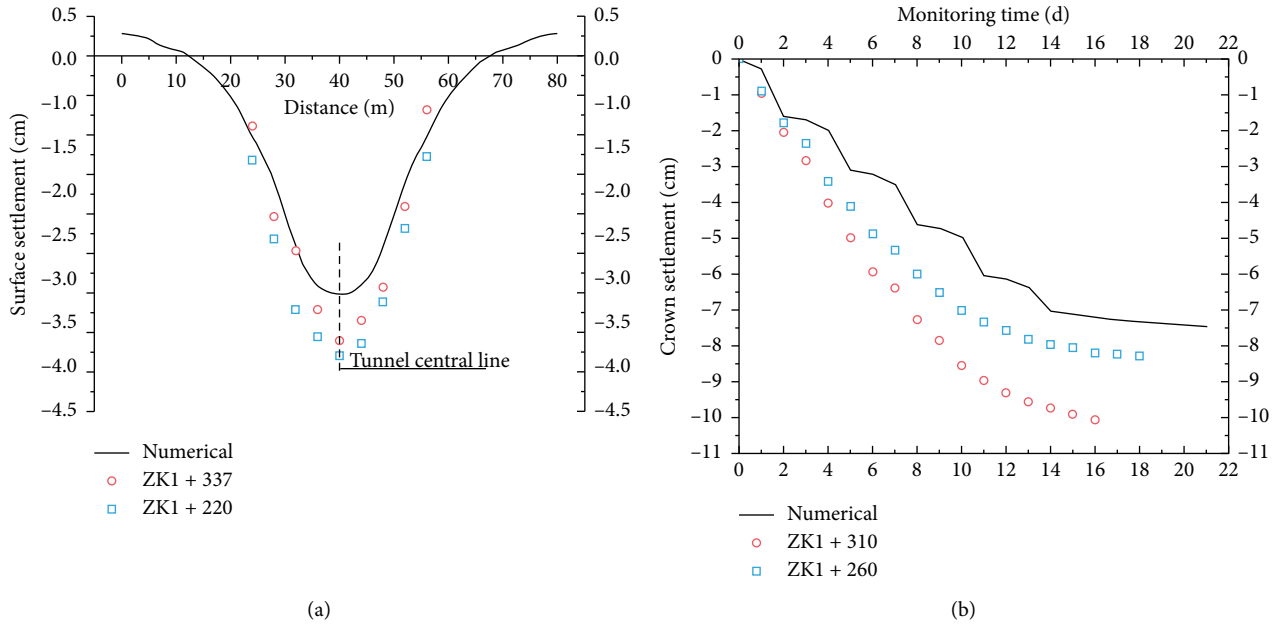 0.5
0.0
–1.0
–1.5
–2.0
–2.5
–3.0
–3.5
–4.0
–4.5
Surface settlement (cm)
0 10 20 30 40 50 60 70 80
Distance (m)
Tunnel central line
0.5
0.0
–1.0
–1.5
–2.0
–2.5
–3.0
–3.5
–4.0
–4.5
Numerical
ZK1 + 337
ZK1 + 220
(a)
Monitoring time (d)
0 2 4 6 8 10 12 14 16 18 20 22
0
–1
–2
–3
–4
–5
–6
–7
–8
–9
–10
–11
Crown settlement (cm)
0
–1
–2
–3
–4
–5
–6
–7
–8
–9
–10
–11
0 2 4 6 8 10 12 14 16 18 20 22
Numerical
ZK1 + 310
ZK1 + 260
(b)